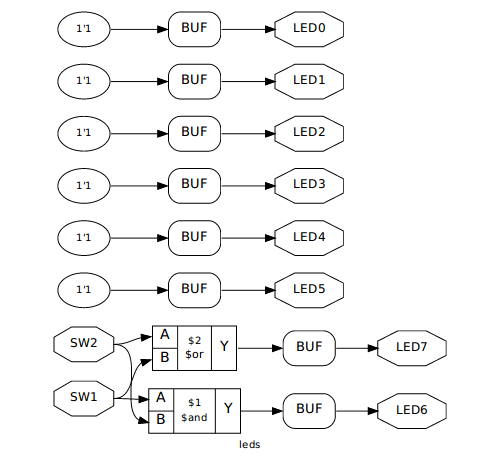 1'1 BUF LED0
1'1 BUF LED1
1'1 BUF LED2
1'1 BUF LED3
1'1 BUF LED4
1'1 BUF LED5
SW2 A B $2 $or Y BUF LED7
SW1 A B $1 $and Y BUF LED6
leds